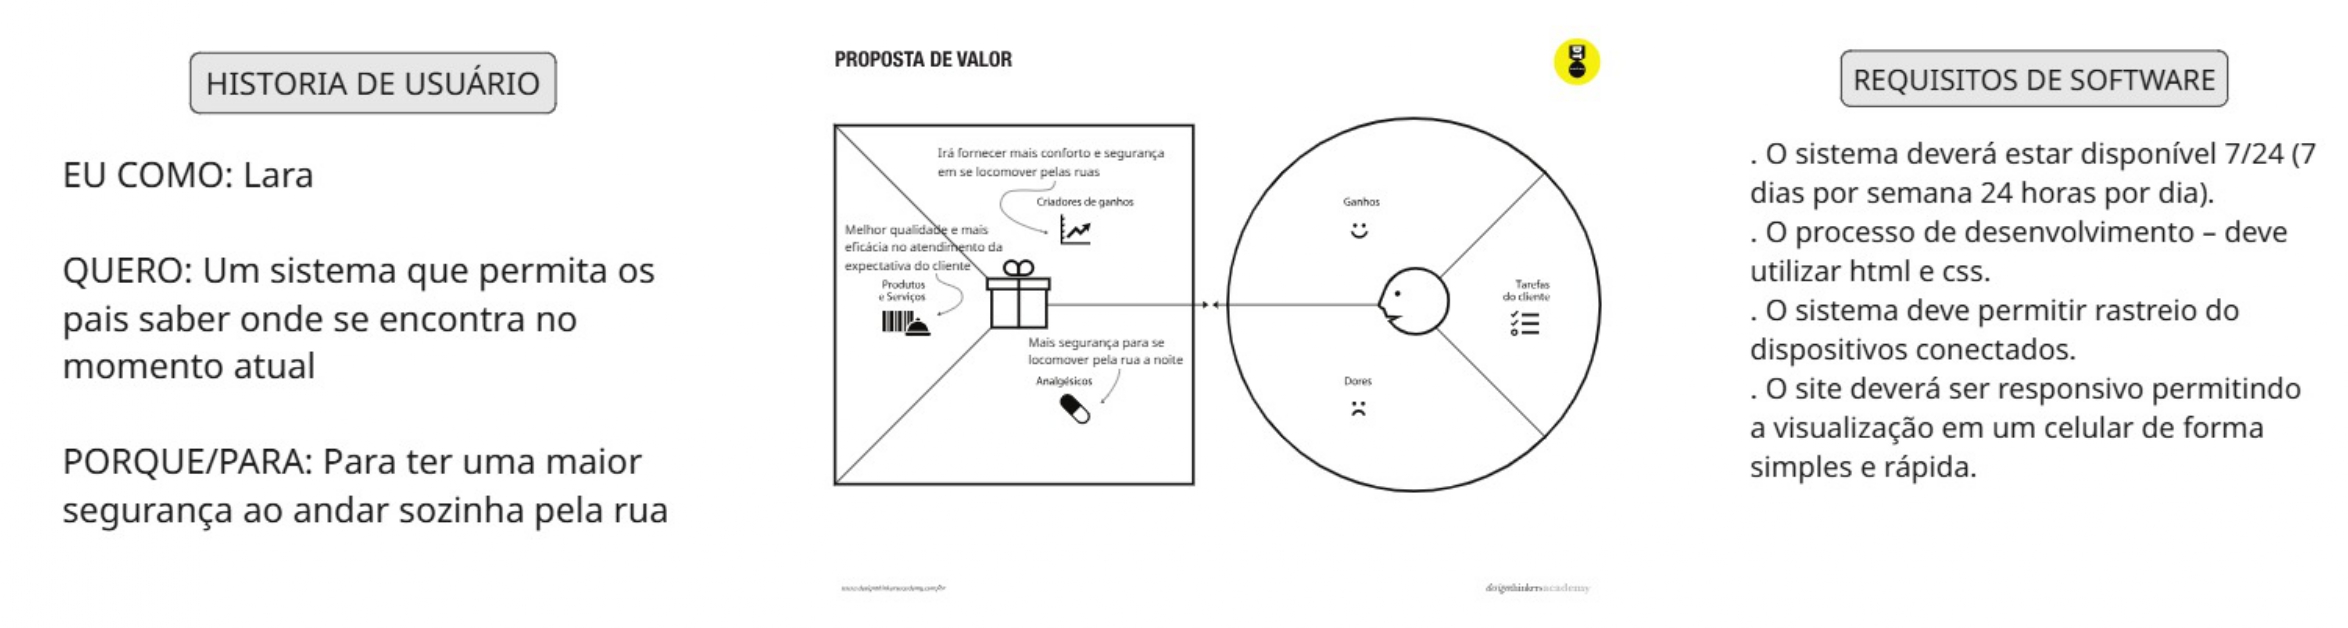 HISTORIA DE USUÁRIO
EU COMO: Lara
QUERO: Um sistema que permita os
pais saber onde se encontra no
momento atual
PORQUE/PARA: Para ter uma maior
segurança ao andar sozinha pela rua
PROPOSTA DE VALOR
Irá fornecer mais conforto e segurança
em se locomover pelas ruas
Criadores de ganhos
Melhor qualidade e mais
eficácia no atendimento da
expectativa do cliente
Produtos
e Serviços
Mais segurança para se
locomover pela rua a noite
Analgésicos
Ganhos
Tarefas
do cliente
Dores
www.designthinkersacademy.com/br
designthinkersacademy
REQUISITOS DE SOFTWARE
. O sistema deverá estar disponível 7/24 (7
dias por semana 24 horas por dia).
. O processo de desenvolvimento – deve
utilizar html e css.
. O sistema deve permitir rastreio do
dispositivos conectados.
. O site deverá ser responsivo permitindo
a visualização em um celular de forma
simples e rápida.